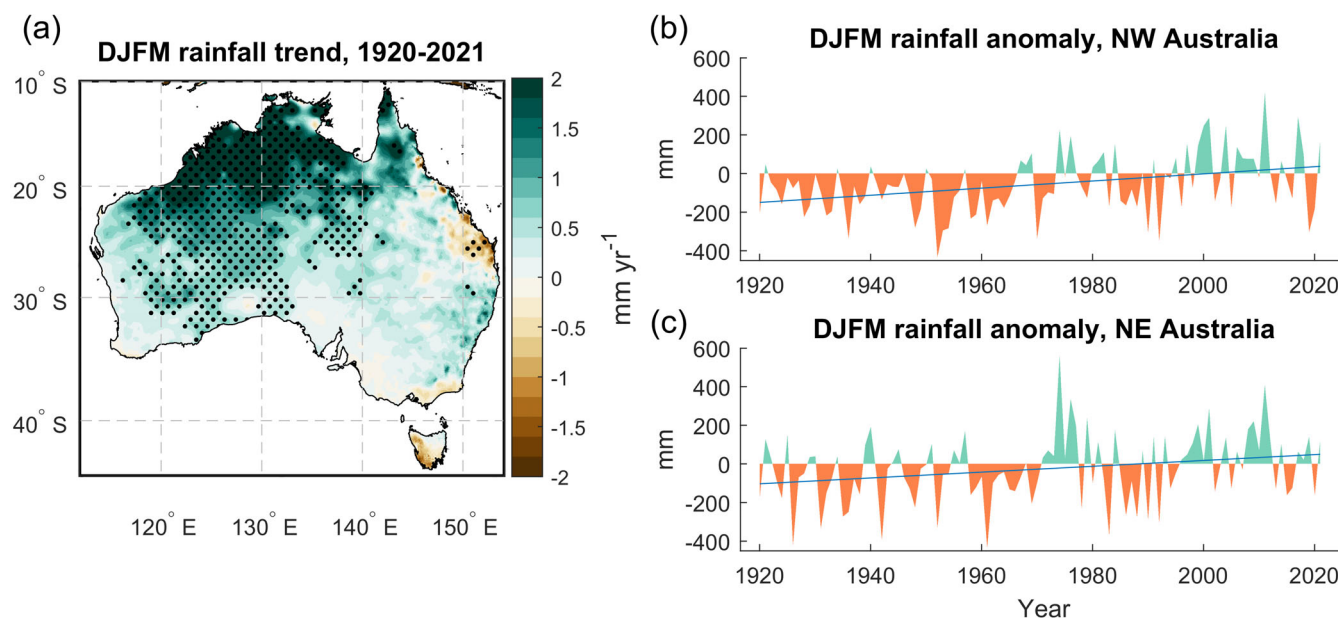 (a)
DJFM rainfall trend, 1920-2021
10° S
20° S
30° S
40° S
120° E
130° E
140° E
150° E
2
1.5
1
0.5
0
-0.5
-1
-1.5
-2
mm yr-1
(b)
DJFM rainfall anomaly, NW Australia
600
400
200
0
-200
-400
mm
1920
1940
1960
1980
2000
2020
(c)
DJFM rainfall anomaly, NE Australia
600
400
200
0
-200
-400
mm
1920
1940
1960
1980
2000
2020
Year